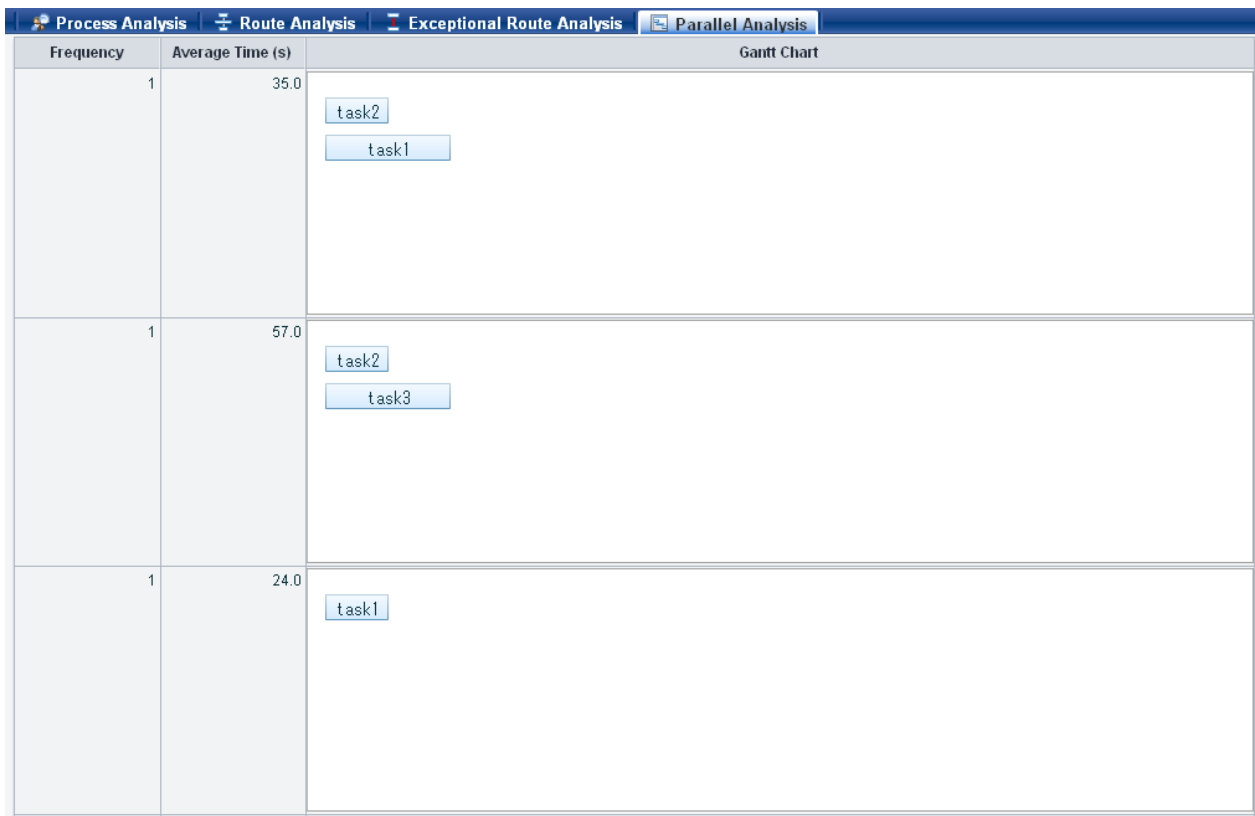 Process Analysis Route Analysis Exceptional Route Analysis Parallel Analysis
Frequency Average Time (s) Gantt Chart
1 35.0
task2
task1
1 57.0
task2
task3
1 24.0
task1